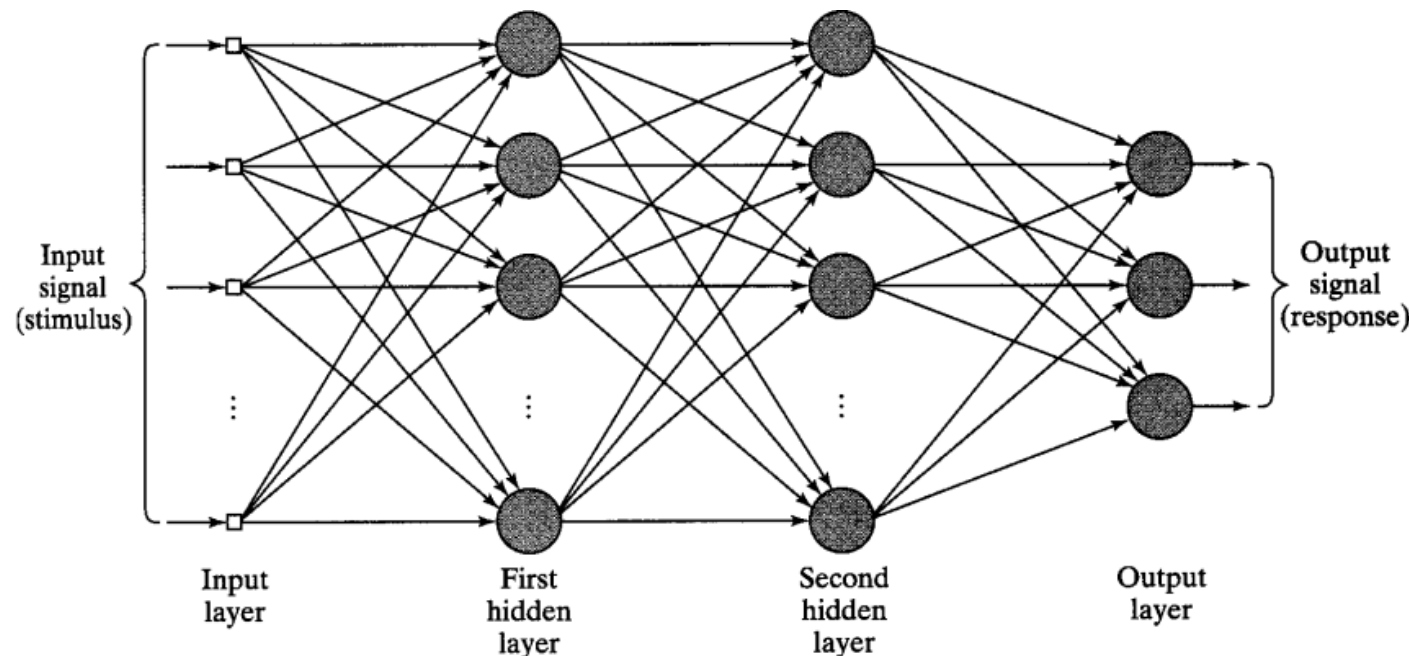 Input
signal
(stimulus)
Output
signal
(response)
Input
layer
First
hidden
layer
Second
hidden
layer
Output
layer